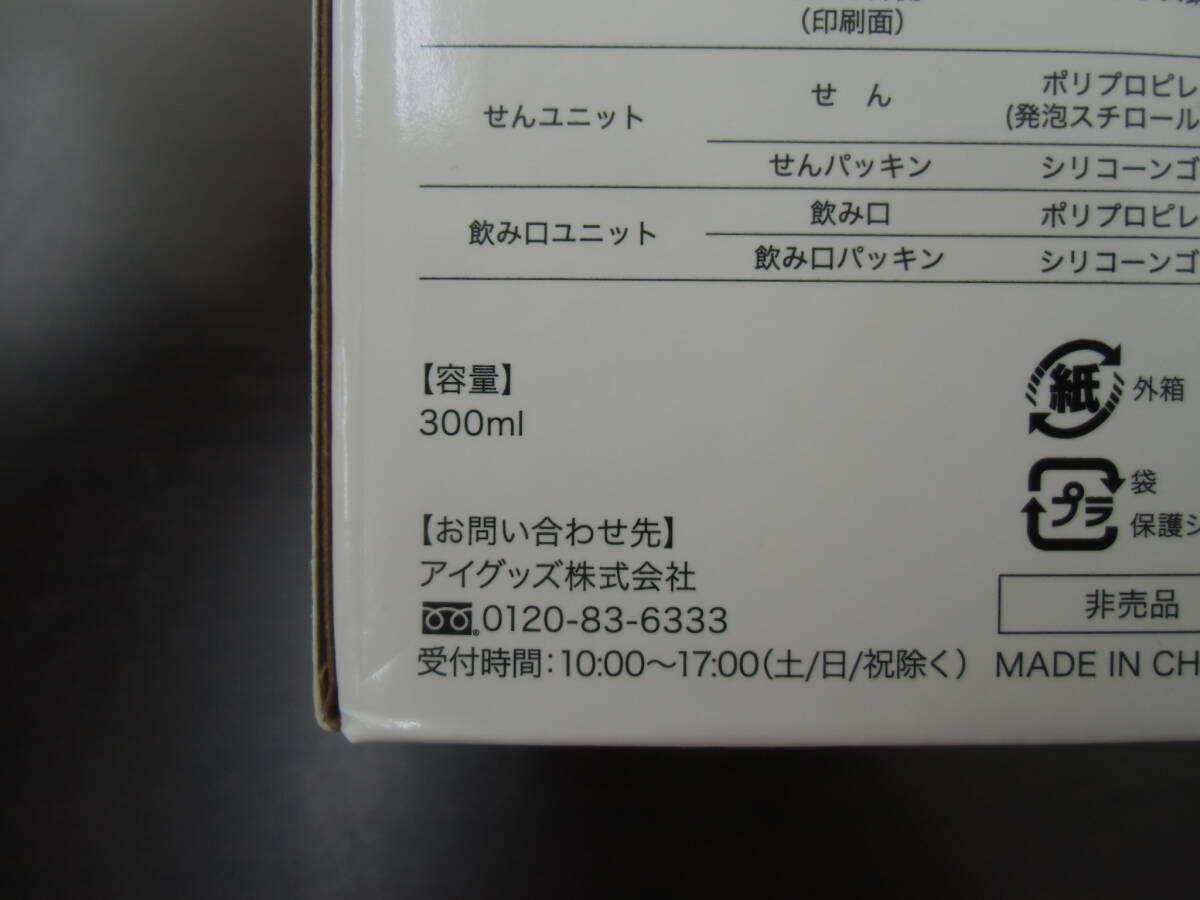 （印刷面）
せんユニット
せ ん
ポリプロピレ
(発泡スチロール
せんパッキン
シリコーンゴ
飲み口ユニット
飲み口
ポリプロピレ
飲み口パッキン
シリコーンゴ
【容量】
300ml
紙 外箱
プラ 袋
保護シ
【お問い合わせ先】
アイグッズ株式会社
0120-83-6333
非売品
受付時間：10:00〜17:00（土/日/祝除く）
MADE IN CH